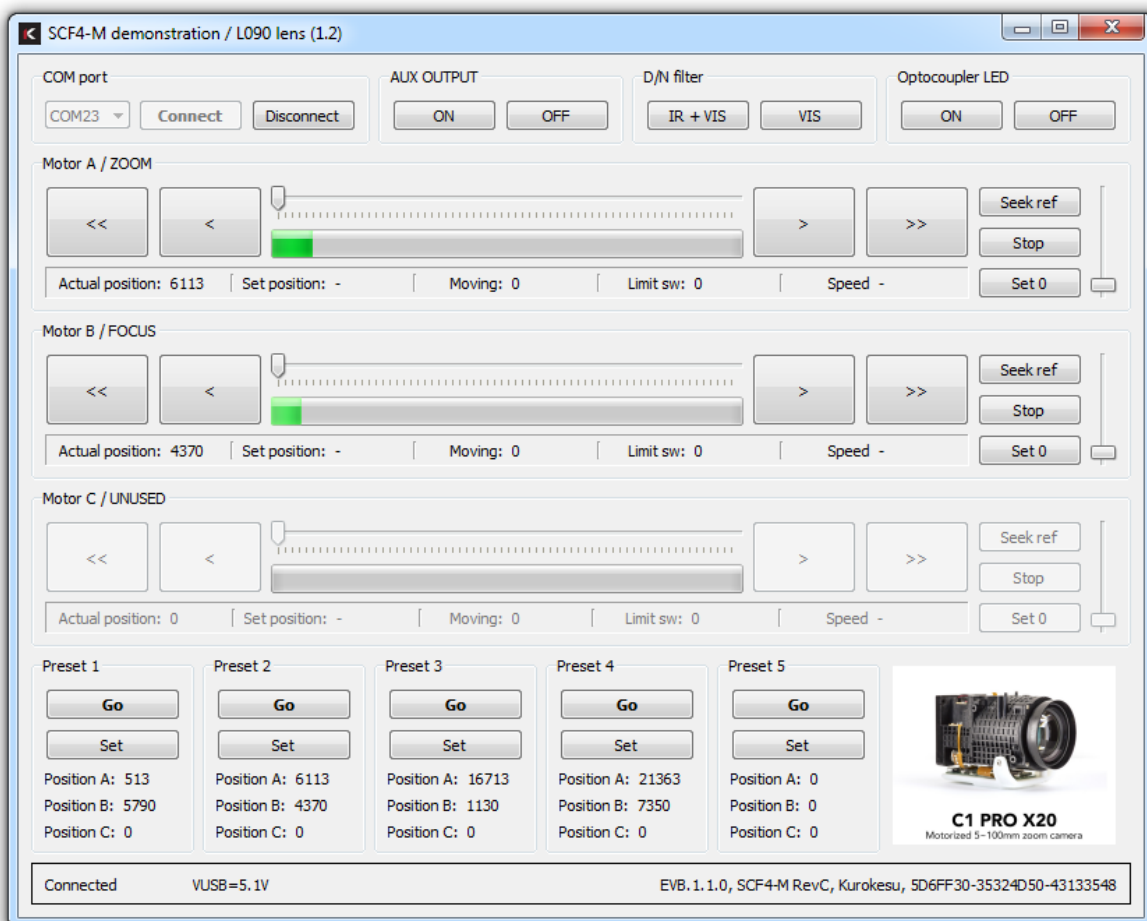 SCF4-M demonstration / L090 lens (1.2)
COM port
AUX OUTPUT
D/N filter
Optocoupler LED
COM23 Connect Disconnect
ON OFF
IR + VIS VIS
ON OFF
Motor A / ZOOM
<< < > >>
Seek ref
Stop
Set 0
Actual position: 6113 Set position: - Moving: 0 Limit sw: 0 Speed -
Motor B / FOCUS
<< < > >>
Seek ref
Stop
Set 0
Actual position: 4370 Set position: - Moving: 0 Limit sw: 0 Speed -
Motor C / UNUSED
<< < > >>
Seek ref
Stop
Set 0
Actual position: 0 Set position: - Moving: 0 Limit sw: 0 Speed -
Preset 1
Go
Set
Position A: 513
Position B: 5790
Position C: 0
Preset 2
Go
Set
Position A: 6113
Position B: 4370
Position C: 0
Preset 3
Go
Set
Position A: 16713
Position B: 1130
Position C: 0
Preset 4
Go
Set
Position A: 21363
Position B: 7350
Position C: 0
Preset 5
Go
Set
Position A: 0
Position B: 0
Position C: 0
C1 PRO X20
Motorized 5~100mm zoom camera
Connected VUSB=5.1V EVB.1.1.0, SCF4-M RevC, Kurokesu, 5D6FF30-35324D50-43133548